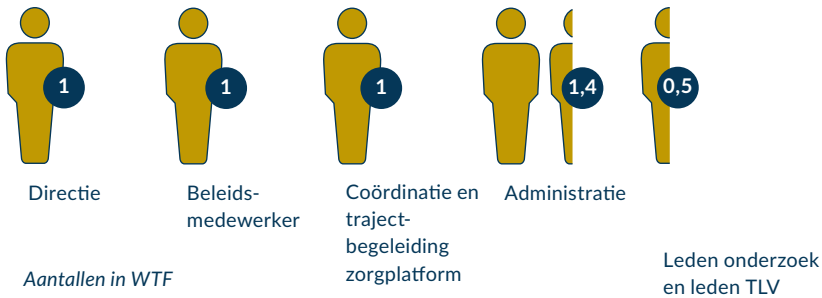 1
1
1
1,4
0,5
Directie
Beleids-
medewerker
Coördinatie en
traject-
begeleiding
zorgplatform
Administratie
Leden onderzoek
en leden TLV
Aantallen in WTF